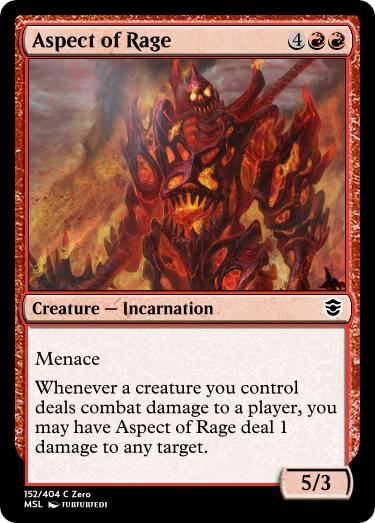 Aspect of Rage 4
Creature — Incarnation
Menace
Whenever a creature you control
deals combat damage to a player, you
may have Aspect of Rage deal 1
damage to any target.
5/3
152/404 C Zero
MSL JUBJUBJEDI